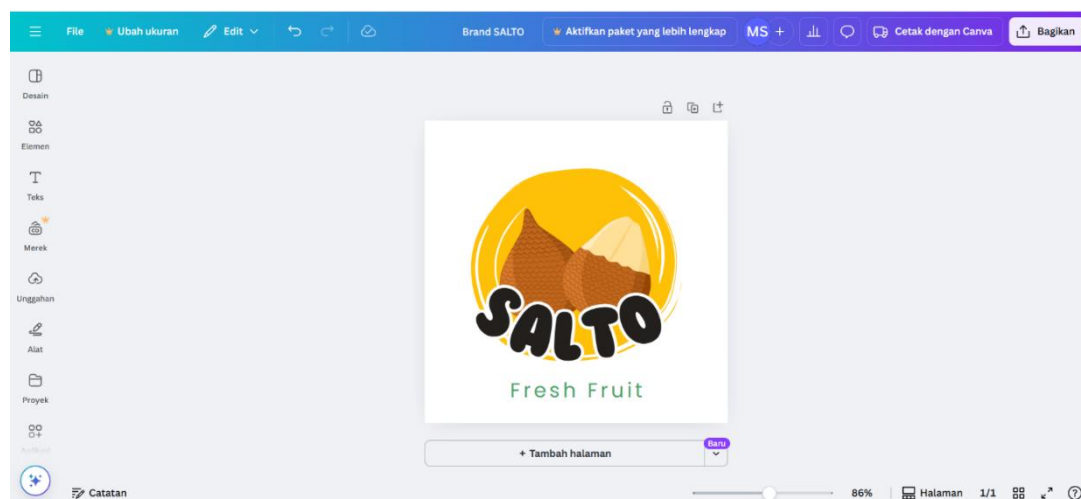 File Ubah ukuran Edit Brand SALTO Aktifkan paket yang lebih lengkap MS + Cetak dengan Canva Bagikan
Desain
Elemen
Teks
Merek
Unggahan
Alat
Proyek
Aplikasi
SALTO
Fresh Fruit
+ Tambah halaman
Baru
Catatan 86% Halaman 1/1